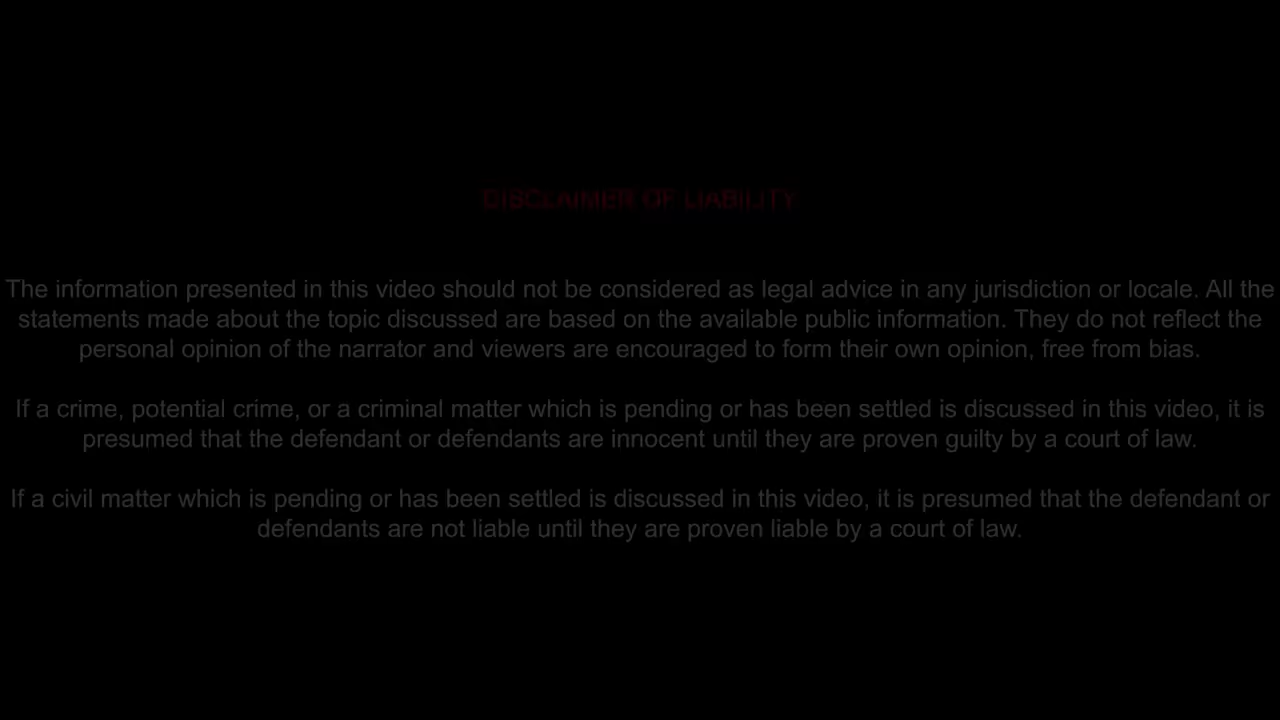 DISCLAIMER OF LIABILITY
The information presented in this video should not be considered as legal advice in any jurisdiction or locale. All the
statements made about the topic discussed are based on the available public information. They do not reflect the
personal opinion of the narrator and viewers are encouraged to form their own opinion, free from bias.
If a crime, potential crime, or a criminal matter which is pending or has been settled is discussed in this video, it is
presumed that the defendant or defendants are innocent until they are proven guilty by a court of law.
If a civil matter which is pending or has been settled is discussed in this video, it is presumed that the defendant or
defendants are not liable until they are proven liable by a court of law.